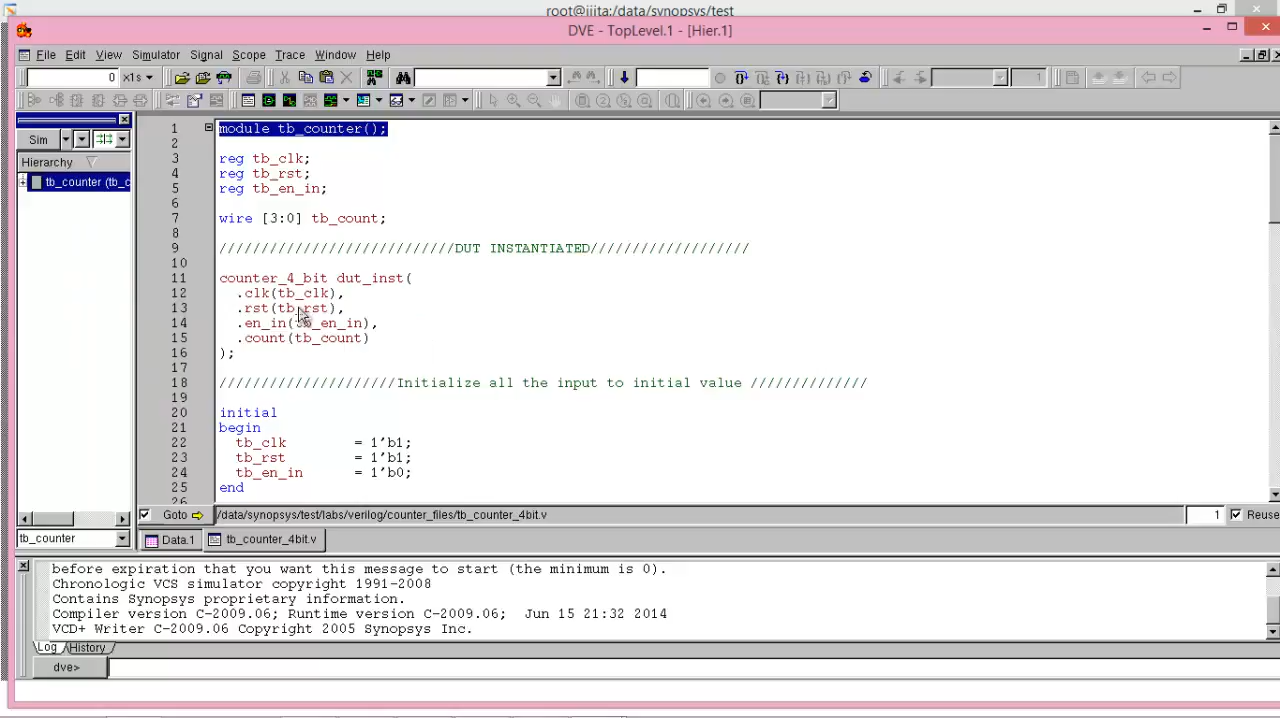 root@iiita:/data/synopsys/test
DVE - TopLevel.1 - [Hier.1]
File Edit View Simulator Signal Scope Trace Window Help
0 x1s
Sim
Hierarchy
tb_counter (tb_c
1 module tb_counter();
2
3 reg tb_clk;
4 reg tb_rst;
5 reg tb_en_in;
6
7 wire [3:0] tb_count;
8
9 ////////////////////////////DUT INSTANTIATED///////////////////
10
11 counter_4_bit dut_inst(
12 .clk(tb_clk),
13 .rst(tb_rst),
14 .en_in(tb_en_in),
15 .count(tb_count)
16 );
17
18 /////////////////////Initialize all the input to initial value //////////////
19
20 initial
21 begin
22 tb_clk = 1'b1;
23 tb_rst = 1'b1;
24 tb_en_in = 1'b0;
25 end
26
Goto /data/synopsys/test/labs/verilog/counter_files/tb_counter_4bit.v 1 Reuse
tb_counter
Data.1 tb_counter_4bit.v
before expiration that you want this message to start (the minimum is 0).
Chronologic VCS simulator copyright 1991-2008
Contains Synopsys proprietary information.
Compiler version C-2009.06; Runtime version C-2009.06; Jun 15 21:32 2014
VCD+ Writer C-2009.06 Copyright 2005 Synopsys Inc.
Log History
dve>